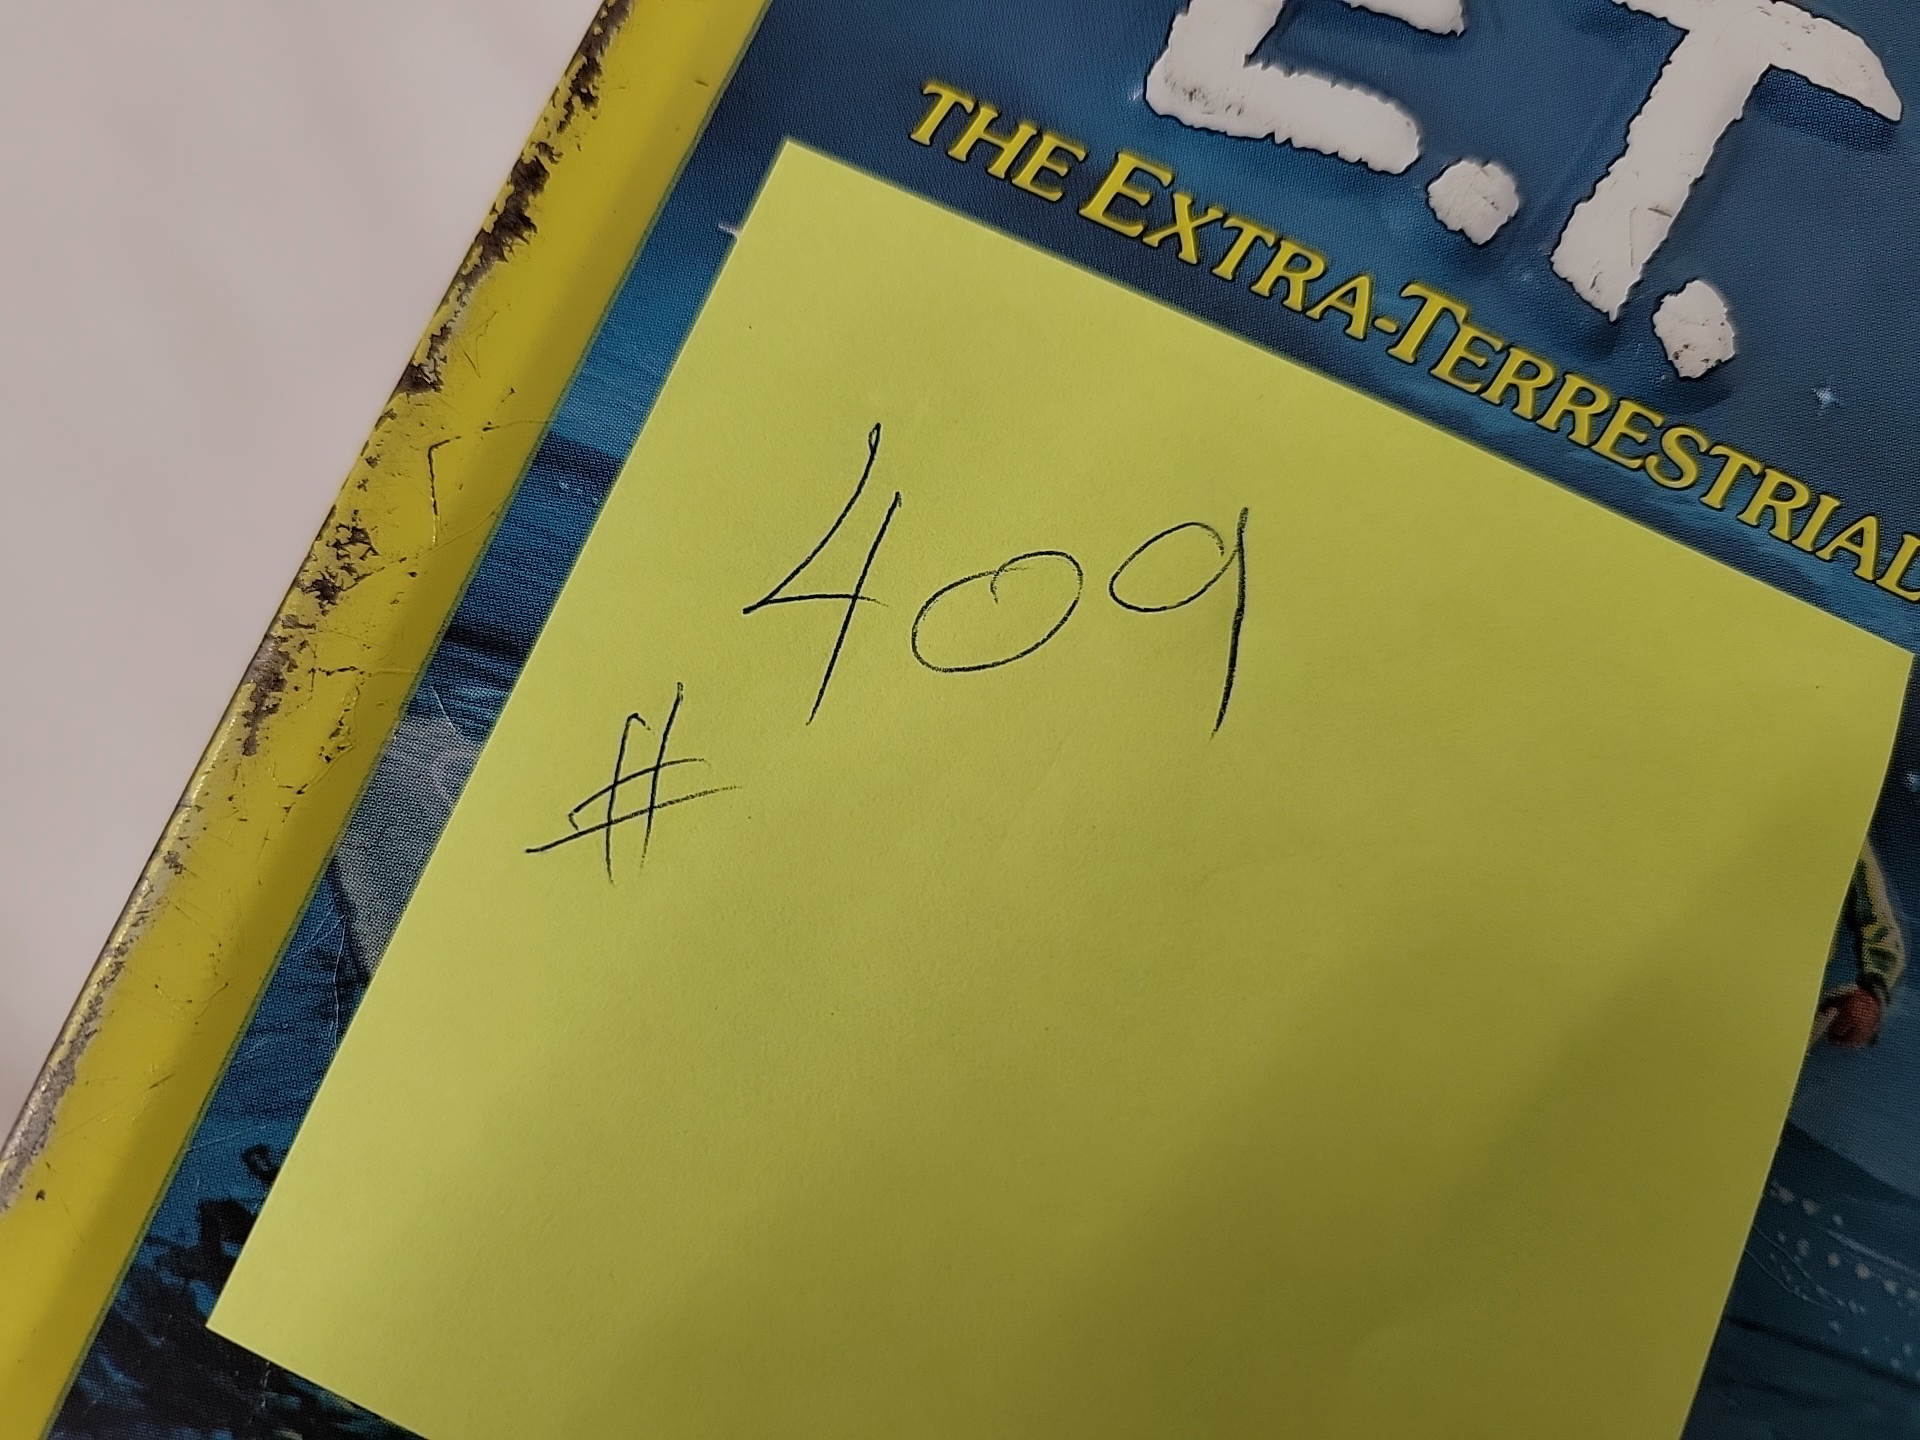 E.T.
THE EXTRA-TERRESTRIAL
409
#